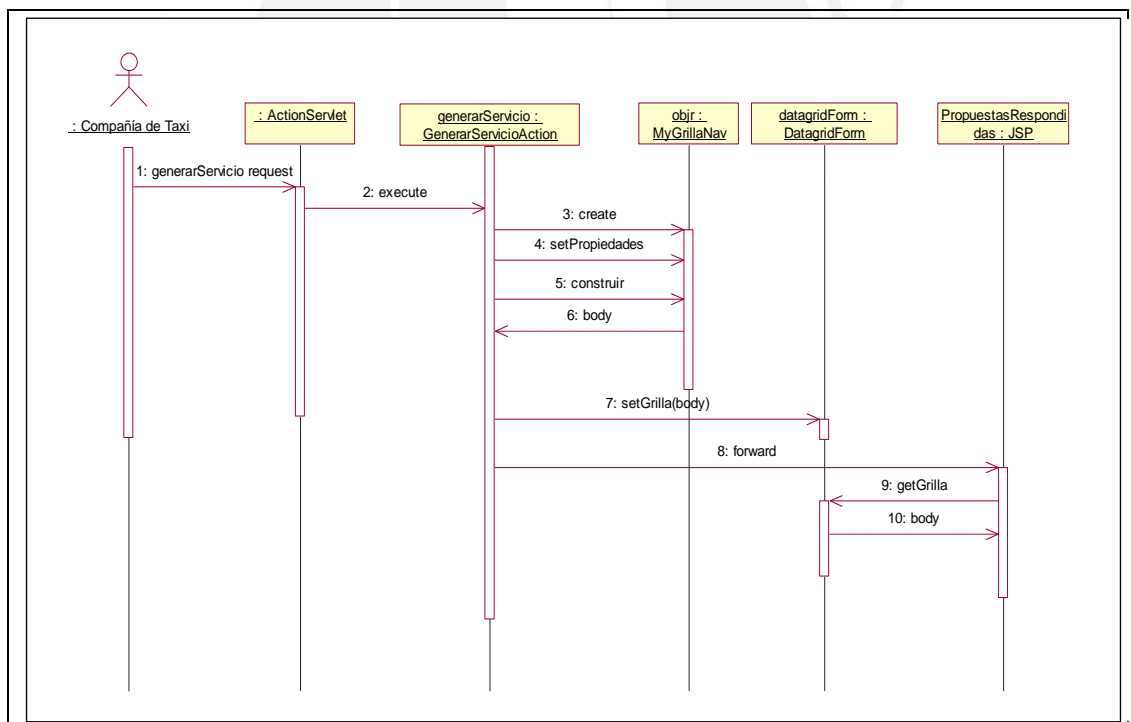 : Compañía de Taxi
: ActionServlet
generarServicio :
GenerarServicioAction
objr :
MyGrillaNav
datagridForm :
DatagridForm
PropuestasRespondi
das : JSP
1: generarServicio request
2: execute
3: create
4: setPropiedades
5: construir
6: body
7: setGrilla(body)
8: forward
9: getGrilla
10: body